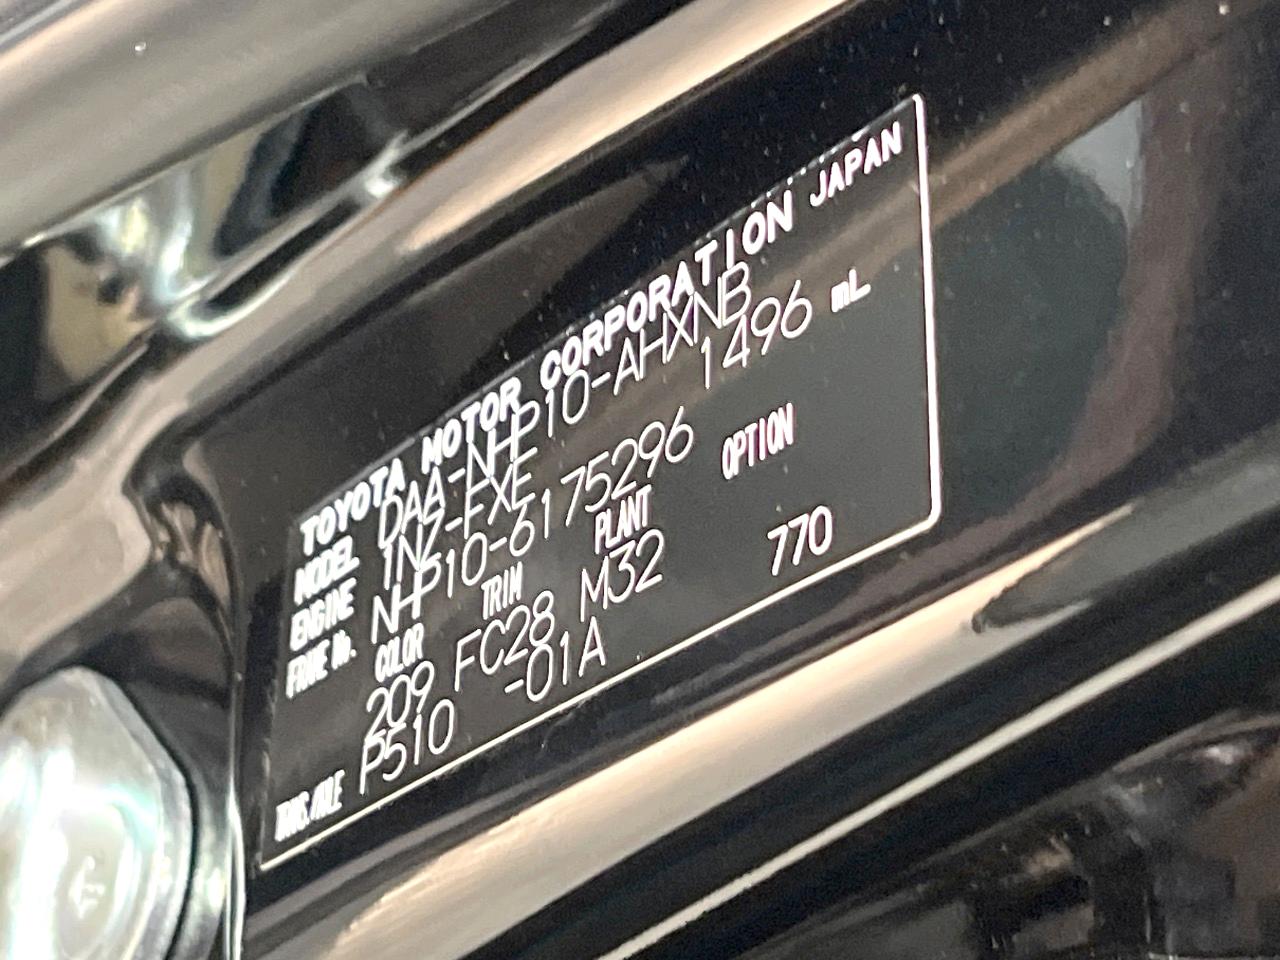 TOYOTA MOTOR CORPORATION JAPAN
MODEL DAA-NHP10-AHXNB
ENGINE 1NZ-FXE 1496 mL
FRAME No. NHP10-6175296
COLOR TRIM PLANT OPTION
209 FC28 M32 770
TRANS./AXLE P510 -01A